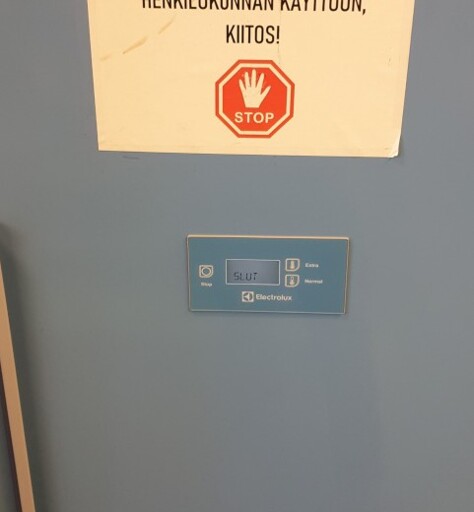 HENKILÖKUNNAN KÄYTTÖÖN,
KIITOS!
STOP
Stop
SLUT
Extra
Normal
Electrolux